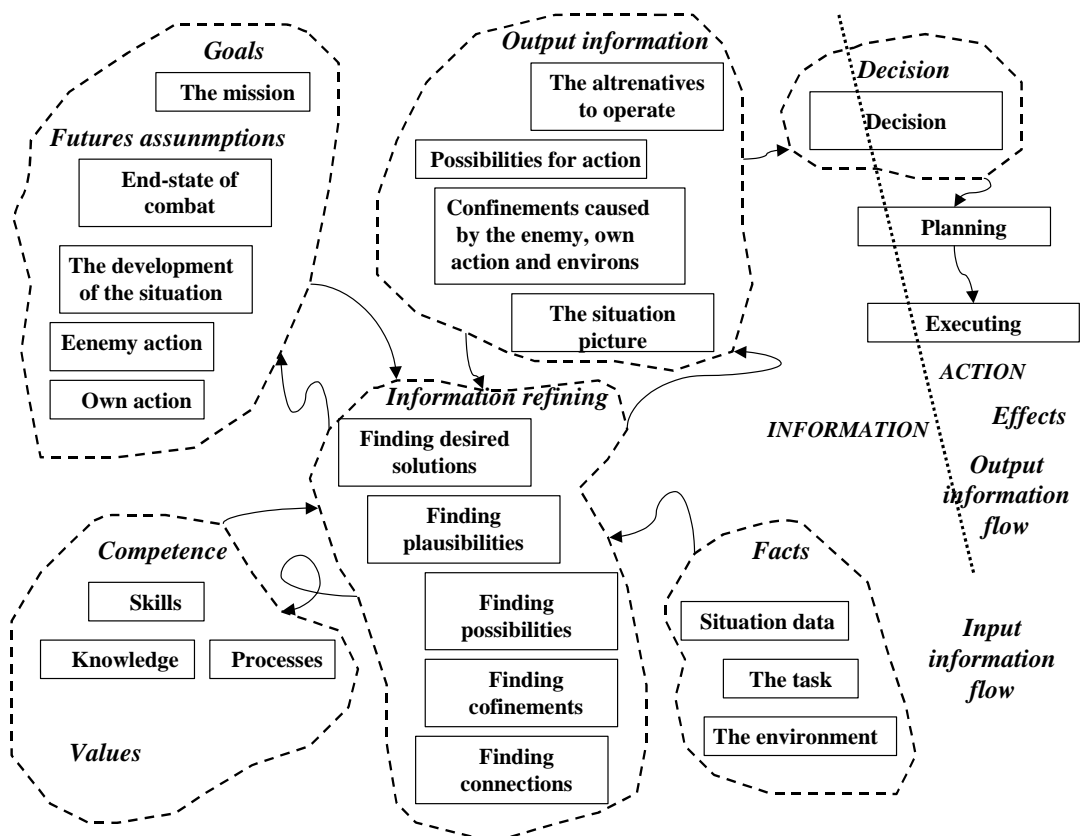 Goals
The mission
Futures assunmptions
End-state of
combat
The development
of the situation
Eenemy action
Own action
Output information
The altrenatives
to operate
Possibilities for action
Confinements caused
by the enemy, own
action and environs
The situation
picture
Decision
Decision
Planning
Executing
ACTION
INFORMATION
Effects
Output
information
flow
Input
information
flow
Information refining
Finding desired
solutions
Finding
plausibilities
Finding
possibilities
Finding
cofinements
Finding
connections
Competence
Skills
Knowledge
Processes
Values
Facts
Situation data
The task
The environment